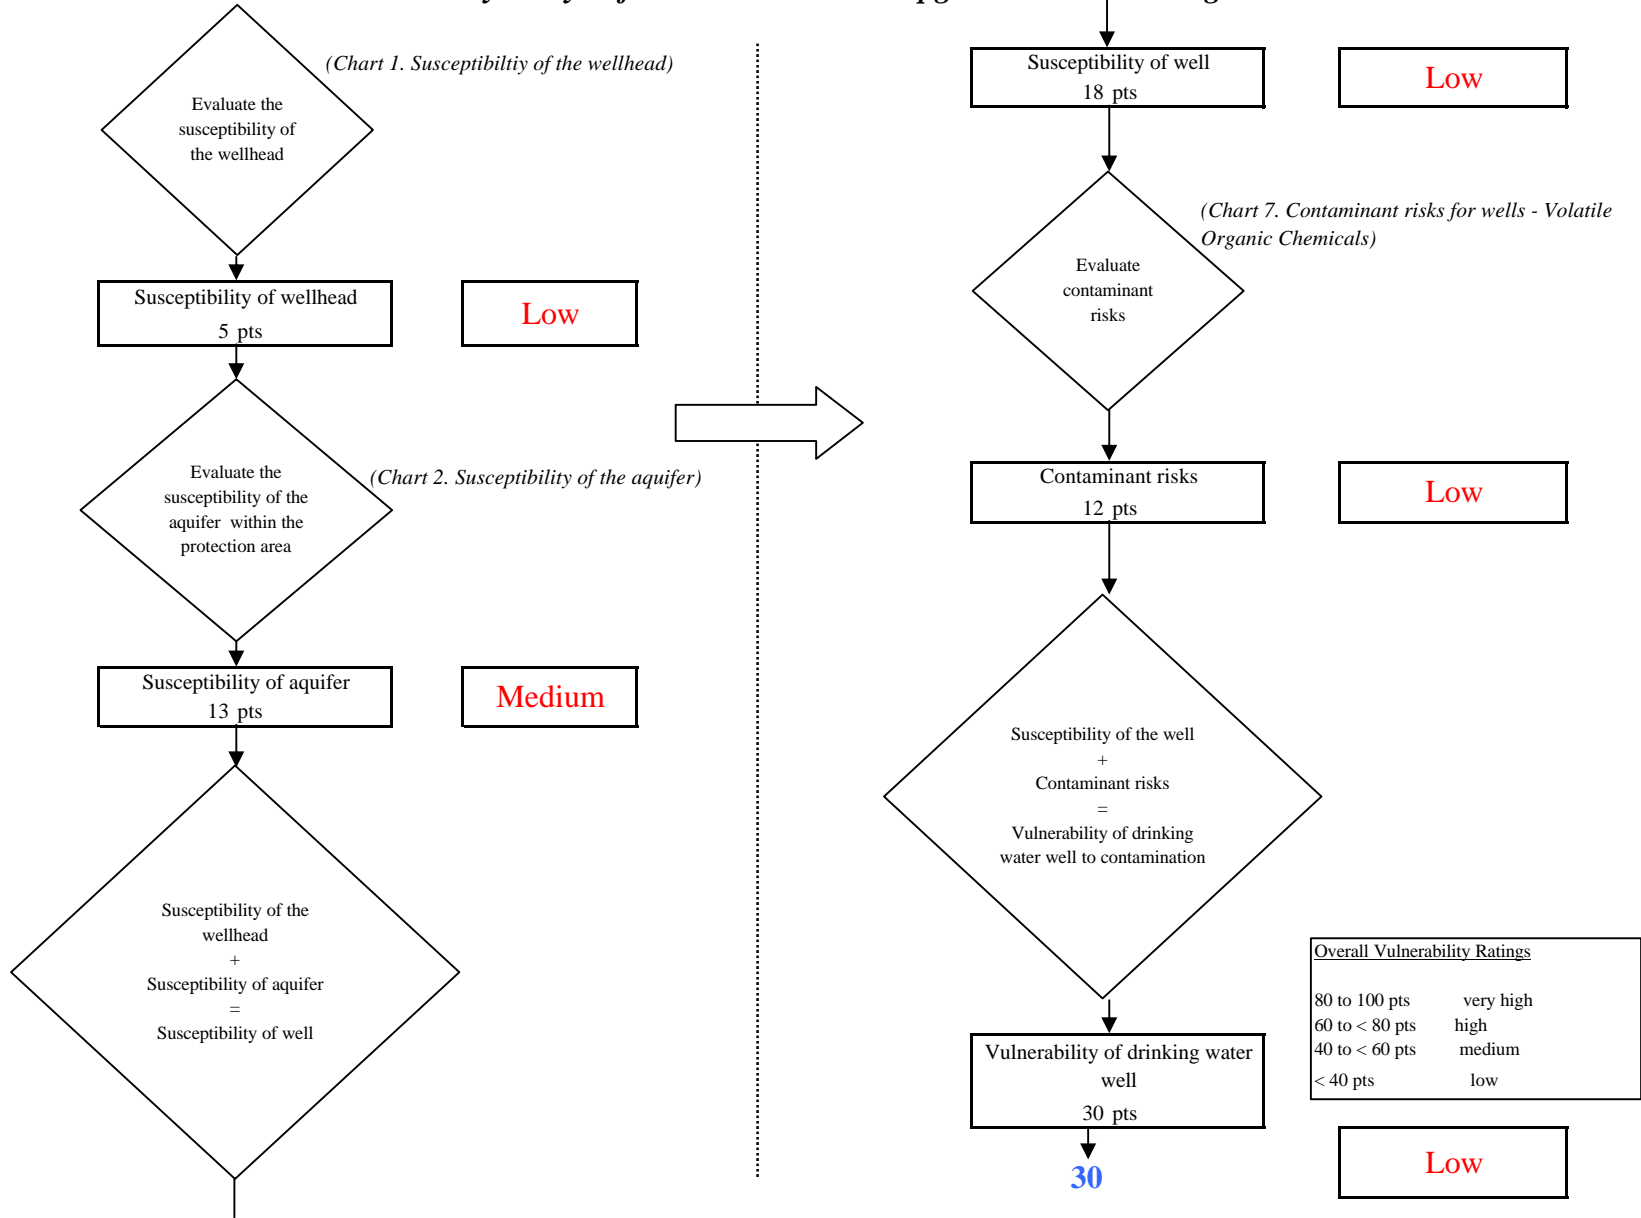 (Chart 1. Susceptibiltiy of the wellhead)
Evaluate the
susceptibility of
the wellhead
Susceptibility of wellhead
5 pts
Low
Evaluate the
susceptibility of the
aquifer within the
protection area
(Chart 2. Susceptibility of the aquifer)
Susceptibility of aquifer
13 pts
Medium
Susceptibility of the
wellhead
+
Susceptibility of aquifer
=
Susceptibility of well
Susceptibility of well
18 pts
Low
(Chart 7. Contaminant risks for wells - Volatile
Organic Chemicals)
Evaluate
contaminant
risks
Contaminant risks
12 pts
Low
Susceptibility of the well
+
Contaminant risks
=
Vulnerability of drinking
water well to contamination
Overall Vulnerability Ratings
80 to 100 pts very high
60 to < 80 pts high
40 to < 60 pts medium
< 40 pts low
Vulnerability of drinking water
well
30 pts
30
Low